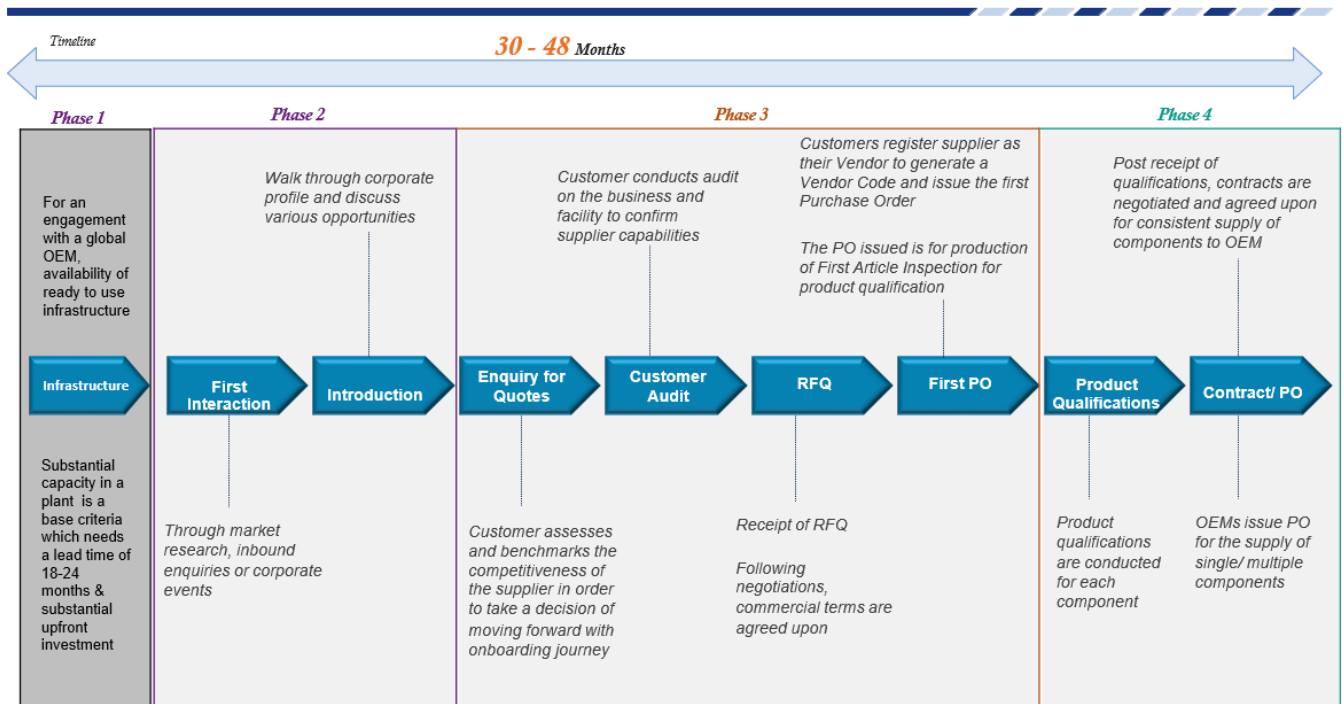 Timeline
30 - 48 Months
Phase 1
Phase 2
Phase 3
Phase 4
For an
engagement
with a global
OEM,
availability of
ready to use
infrastructure
Walk through corporate
profile and discuss
various opportunities
Customer conducts audit
on the business and
facility to confirm
supplier capabilities
Customers register supplier as
their Vendor to generate a
Vendor Code and issue the first
Purchase Order
The PO issued is for production
of First Article Inspection for
product qualification
Post receipt of
qualifications, contracts are
negotiated and agreed upon
for consistent supply of
components to OEM
Infrastructure
First
Interaction
Introduction
Enquiry for
Quotes
Customer
Audit
RFQ
First PO
Product
Qualifications
Contract/ PO
Substantial
capacity in a
plant is a
base criteria
which needs
a lead time of
18-24
months &
substantial
upfront
investment
Through market
research, inbound
enquiries or corporate
events
Customer assesses
and benchmarks the
competitiveness of
the supplier in order
to take a decision of
moving forward with
onboarding journey
Receipt of RFQ
Following
negotiations,
commercial terms are
agreed upon
Product
qualifications
are conducted
for each
component
OEMs issue PO
for the supply of
single/ multiple
components